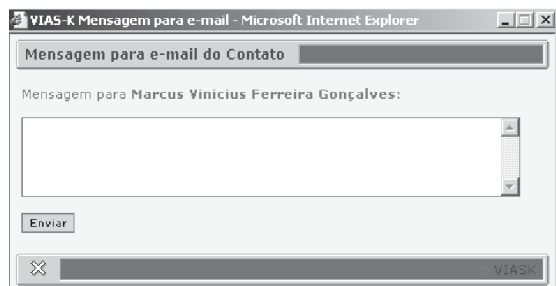 VIAS-K Mensagem para e-mail - Microsoft Internet Explorer
Mensagem para e-mail do Contato
Mensagem para Marcus Vinicius Ferreira Gonçalves:
Enviar
VIASK